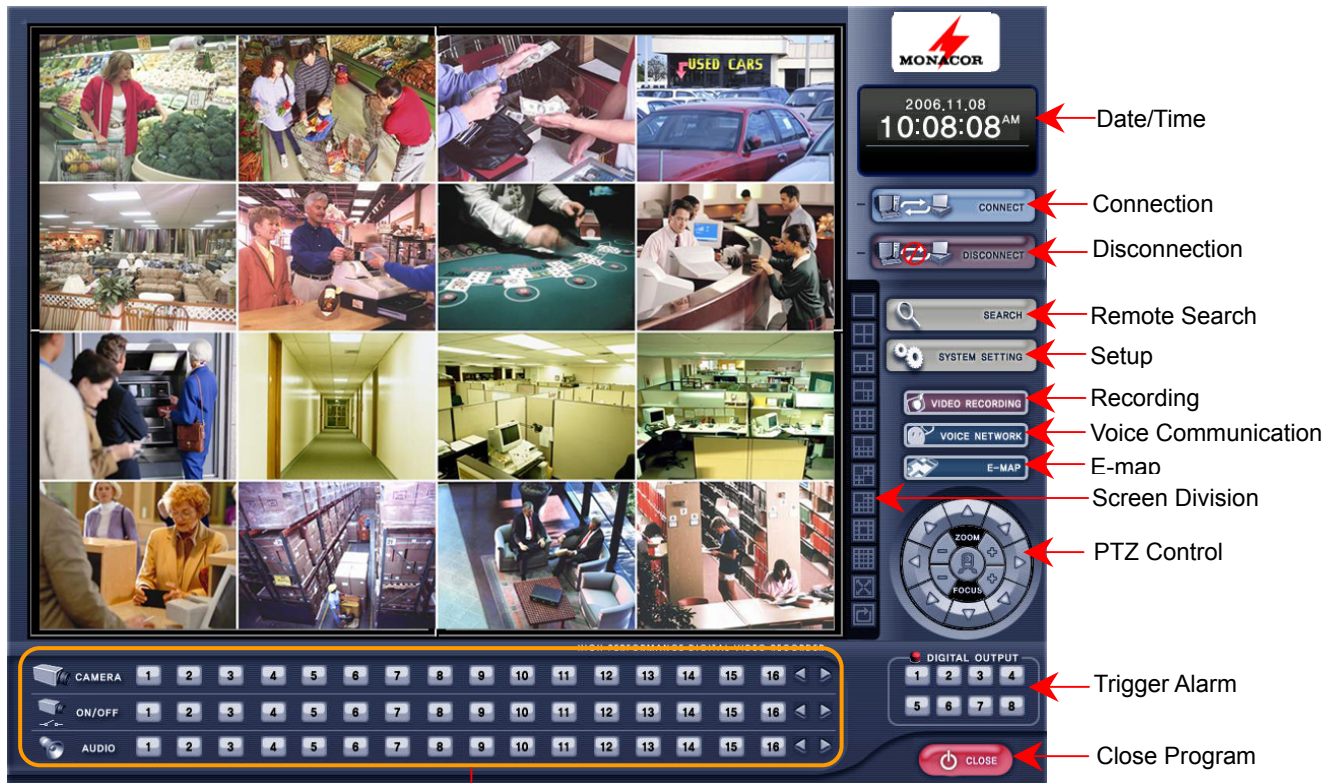 USED CARS
MONACOR
2006.11.08
10:08:08 AM
Date/Time
CONNECT
Connection
DISCONNECT
Disconnection
SEARCH
Remote Search
SYSTEM SETTING
Setup
VIDEO RECORDING
Recording
VOICE NETWORK
Voice Communication
E-MAP
E-map
Screen Division
ZOOM
FOCUS
PTZ Control
HIGH PERFORMANCE DIGITAL VIDEO RECORDER
CAMERA 1 2 3 4 5 6 7 8 9 10 11 12 13 14 15 16
ON/OFF 1 2 3 4 5 6 7 8 9 10 11 12 13 14 15 16
AUDIO 1 2 3 4 5 6 7 8 9 10 11 12 13 14 15 16
DIGITAL OUTPUT
1 2 3 4
5 6 7 8
Trigger Alarm
CLOSE
Close Program